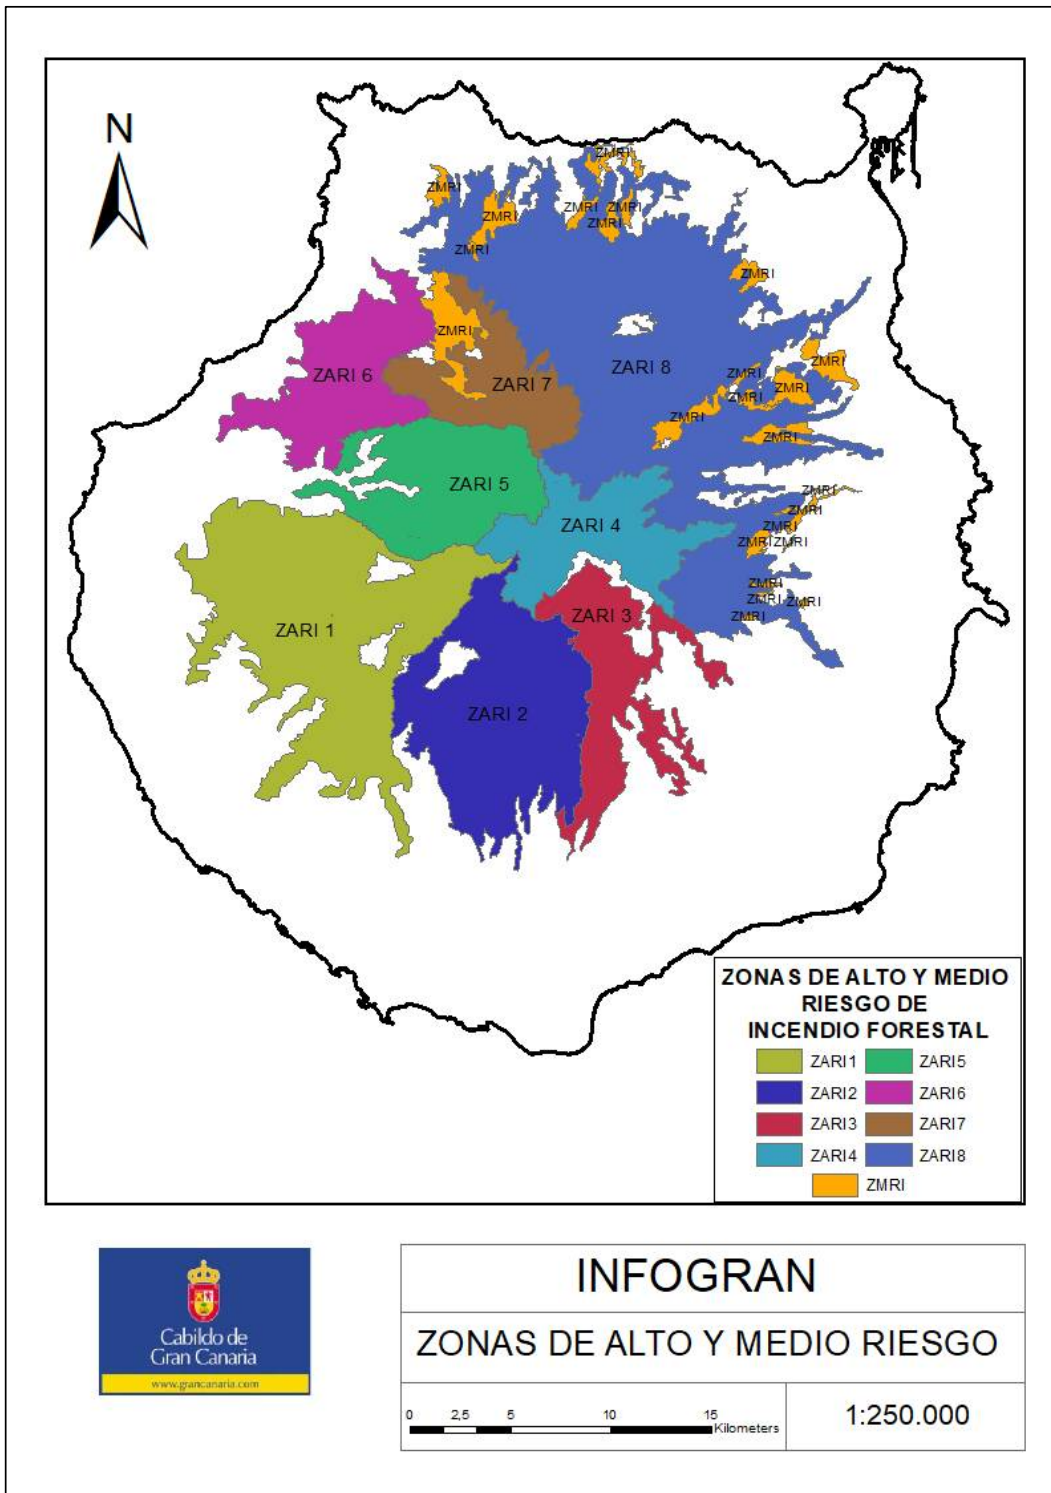 N
ZMRI
ZMRI
ZMRI
ZMRI
ZMRI
ZMRI
ZMRI
ZMRI
ZMRI
ZMRI
ZARI 6
ZARI 7
ZARI 8
ZMRI
ZMRI
ZMRI
ZMRI
ZMRI
ZMRI
ZARI 5
ZMRI
ZMRI
ZARI 4
ZMRI
ZMRI
ZMRI
ZMRI
ZMRI
ZMRI
ZMRI
ZARI 3
ZARI 1
ZARI 2
ZONAS DE ALTO Y MEDIO
RIESGO DE
INCENDIO FORESTAL
ZARI1 ZARI5
ZARI2 ZARI6
ZARI3 ZARI7
ZARI4 ZARI8
ZMRI
Cabildo de
Gran Canaria
www.grancanaria.com
INFOGRAN
ZONAS DE ALTO Y MEDIO RIESGO
0 2,5 5 10 15
Kilometers
1:250.000